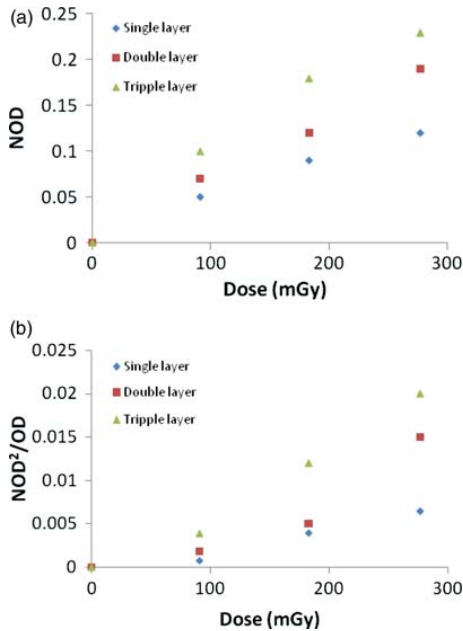 (a)
0.25
Single layer
0.2
Double layer
0.15
Tripple layer
NOD
0.1
0.05
0
0 100 200 300
Dose (mGy)
(b)
0.025
Single layer
0.02
Double layer
0.015
Tripple layer
NOD²/OD
0.01
0.005
0
0 100 200 300
Dose (mGy)